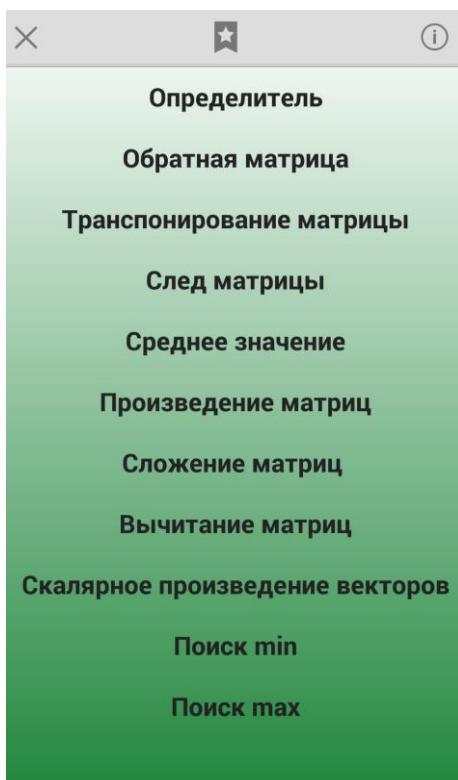 Определитель
Обратная матрица
Транспонирование матрицы
След матрицы
Среднее значение
Произведение матриц
Сложение матриц
Вычитание матриц
Скалярное произведение векторов
Поиск min
Поиск max